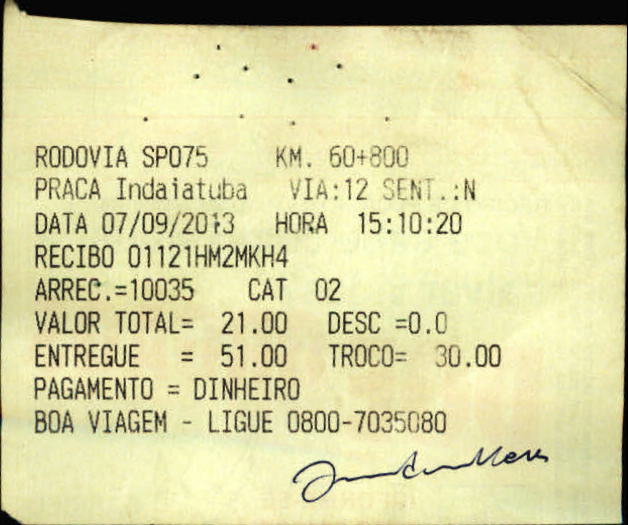 RODOVIA SP075 KM. 60+800
PRACA Indaiatuba VIA:12 SENT.:N
DATA 07/09/2013 HORA 15:10:20
RECIBO 01121HM2MKH4
ARREC.=10035 CAT 02
VALOR TOTAL= 21.00 DESC =0.0
ENTREGUE = 51.00 TROCO= 30.00
PAGAMENTO = DINHEIRO
BOA VIAGEM - LIGUE 0800-7035080